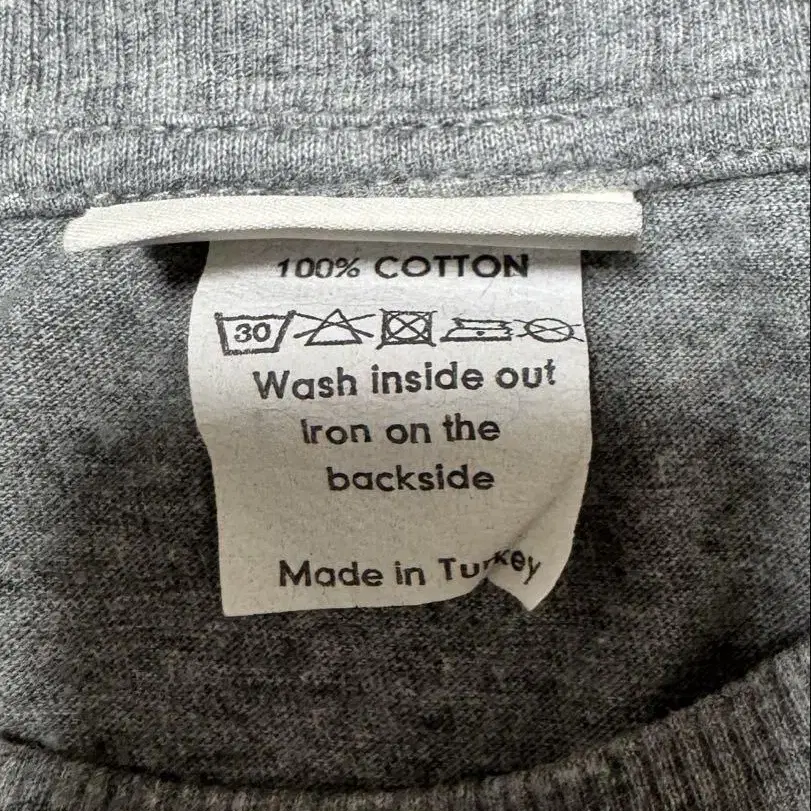 100% COTTON
30
Wash inside out
Iron on the
backside
Made in Turkey